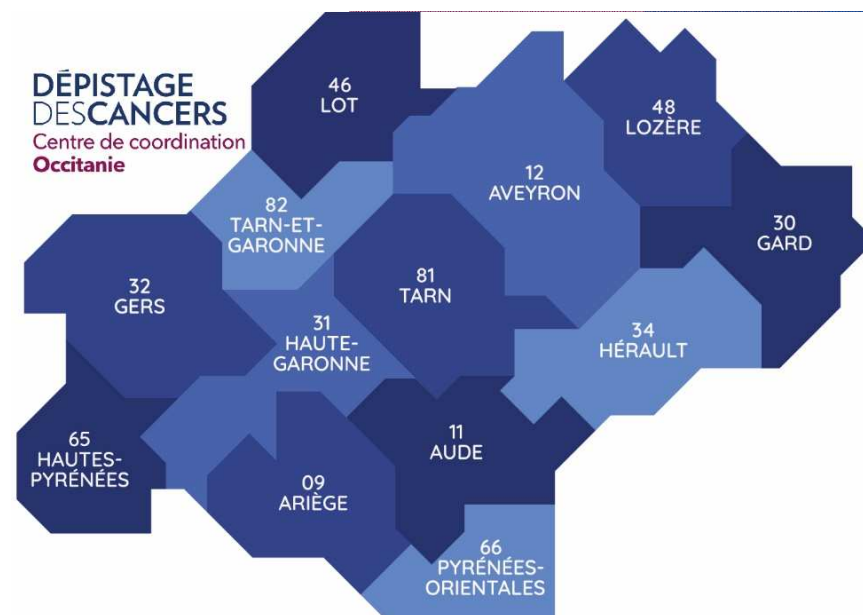 DÉPISTAGE
DESCANCERS
Centre de coordination
Occitanie
46
LOT
48
LOZÈRE
12
AVEYRON
82
TARN-ET-
GARONNE
30
GARD
32
GERS
81
TARN
31
HAUTE-
GARONNE
34
HÉRAULT
65
HAUTES-
PYRÉNÉES
11
AUDE
09
ARIÈGE
66
PYRÉNÉES-
ORIENTALES